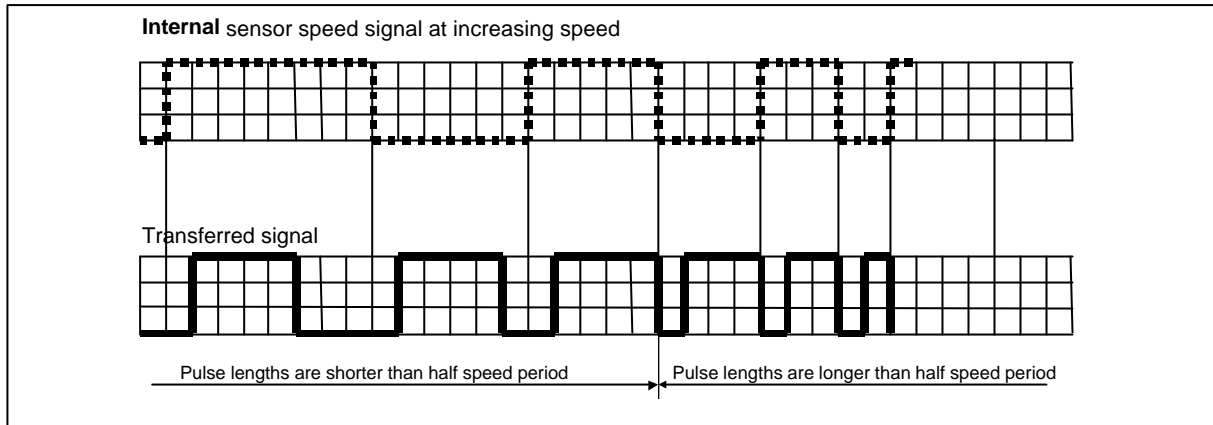 Internal sensor speed signal at increasing speed
Transferred signal
Pulse lengths are shorter than half speed period
Pulse lengths are longer than half speed period